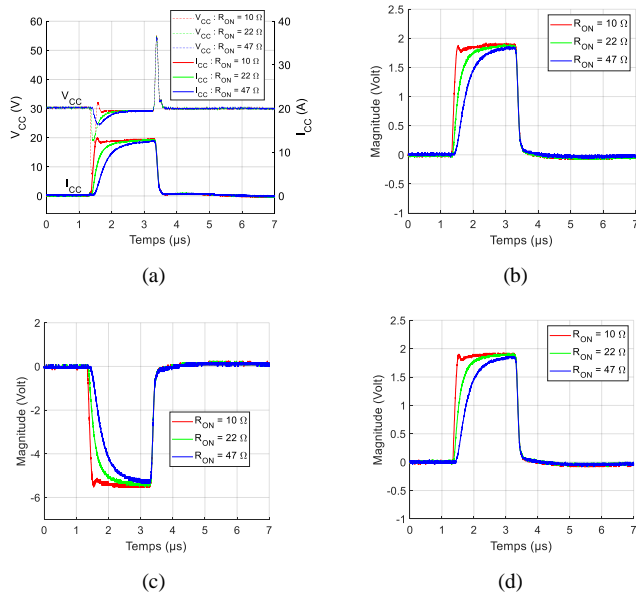 60
50
40
30
20
10
0
-10
V_CC (V)
V_CC
I_CC
V_CC : R_ON = 10 Ω
V_CC : R_ON = 22 Ω
V_CC : R_ON = 47 Ω
I_CC : R_ON = 10 Ω
I_CC : R_ON = 22 Ω
I_CC : R_ON = 47 Ω
40
30
20
10
0
I_CC (A)
0 1 2 3 4 5 6 7
Temps (µs)
(a)
2.5
2
1.5
1
0.5
0
-0.5
-1
Magnitude (Volt)
R_ON = 10 Ω
R_ON = 22 Ω
R_ON = 47 Ω
0 1 2 3 4 5 6 7
Temps (µs)
(b)
2
0
-2
-4
-6
Magnitude (Volt)
R_ON = 10 Ω
R_ON = 22 Ω
R_ON = 47 Ω
0 1 2 3 4 5 6 7
Temps (µs)
(c)
2.5
2
1.5
1
0.5
0
-0.5
-1
Magnitude (Volt)
R_ON = 10 Ω
R_ON = 22 Ω
R_ON = 47 Ω
0 1 2 3 4 5 6 7
Temps (µs)
(d)